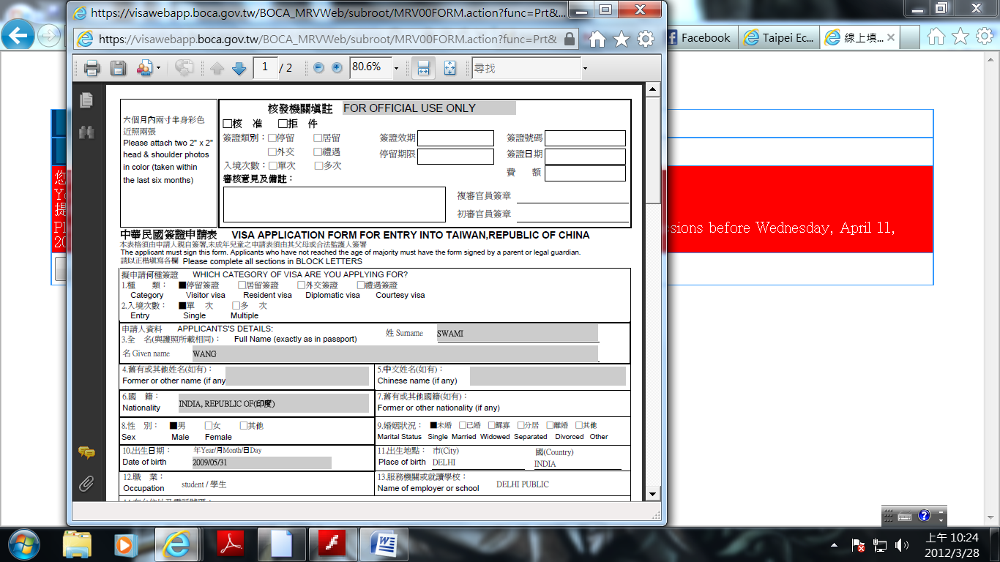 https://visawebapp.boca.gov.tw/BOCA_MRVWeb/subroot/MRV00FORM.action?func=Prt&...
https://visawebapp.boca.gov.tw/BOCA_MRVWeb/subroot/MRV00FORM.action?func=Prt&
Facebook
Taipei Ec...
線上填...
1 / 2
80.6%
尋找
六個月內兩寸半身彩色
近照兩張
Please attach two 2" x 2"
head & shoulder photos
in color (taken within
the last six months)
核發機關填註 FOR OFFICIAL USE ONLY
□核 准 □拒 件
簽證類別：□停留 □居留 簽證效期 簽證號碼
□外交 □禮遇 停留期限 簽證日期
入境次數：□單次 □多次 費 額
審核意見及備註：
複審官員簽章
初審官員簽章
中華民國簽證申請表 VISA APPLICATION FORM FOR ENTRY INTO TAIWAN,REPUBLIC OF CHINA
本表格須由申請人親自簽署,未成年兒童之申請表須由其父母或合法監護人簽署
The applicant must sign this form. Applicants who have not reached the age of majority must have the form signed by a parent or legal guardian.
請以正楷填寫各欄 Please complete all sections in BLOCK LETTERS
擬申請何種簽證 WHICH CATEGORY OF VISA ARE YOU APPLYING FOR?
1.種 類： ■停留簽證 □居留簽證 □外交簽證 □禮遇簽證
Category Visitor visa Resident visa Diplomatic visa Courtesy visa
2.入境次數： ■單 次 □多 次
Entry Single Multiple
申請人資料 APPLICANTS'S DETAILS:
3.全 名(與護照所載相同)： Full Name (exactly as in passport) 姓 Surname SWAMI
名 Given name WANG
4.舊有或其他姓名(如有)：
Former or other name (if any
5.中文姓名(如有)：
Chinese name (if any)
6.國 籍：
Nationality INDIA, REPUBLIC OF(印度)
7.舊有或其他國籍(如有)：
Former or other nationality (if any)
8.性 別： ■男 □女 □其他
Sex Male Female
9.婚姻狀況： ■未婚 □已婚 □鰥寡 □分居 □離婚 □其他
Marital Status Single Married Widowed Separated Divorced Other
10.出生日期： 年Year/月Month/日Day
Date of birth 2009/05/31
11.出生地點： 市(City) 國(Country)
Place of birth DELHI INDIA
12.職 業：
Occupation student / 學生
13.服務機關或就讀學校：
Name of employer or school DELHI PUBLIC
您
Yo
提
Pl
20
ssions before Wednesday, April 11,
上午 10:24
2012/3/28